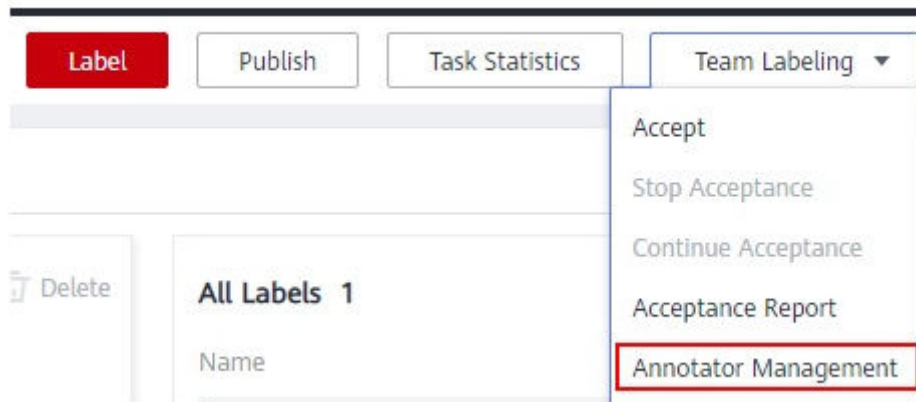 Label Publish Task Statistics Team Labeling
Accept
Stop Acceptance
Continue Acceptance
Delete
All Labels 1
Acceptance Report
Name
Annotator Management